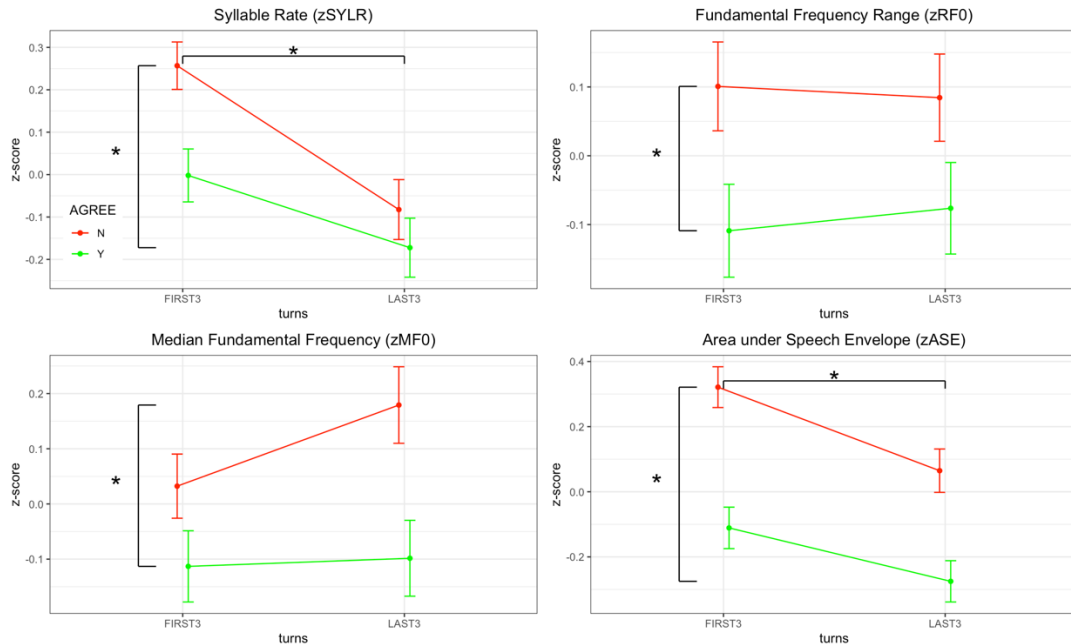 Syllable Rate (zSYLR)
0.3
0.2
0.1
0.0
-0.1
-0.2
z-score
*
*
AGREE
N
Y
FIRST3
LAST3
turns
Fundamental Frequency Range (zRF0)
0.1
0.0
-0.1
z-score
*
FIRST3
LAST3
turns
Median Fundamental Frequency (zMF0)
0.2
0.1
0.0
-0.1
z-score
*
FIRST3
LAST3
turns
Area under Speech Envelope (zASE)
0.4
0.2
0.0
-0.2
z-score
*
*
FIRST3
LAST3
turns